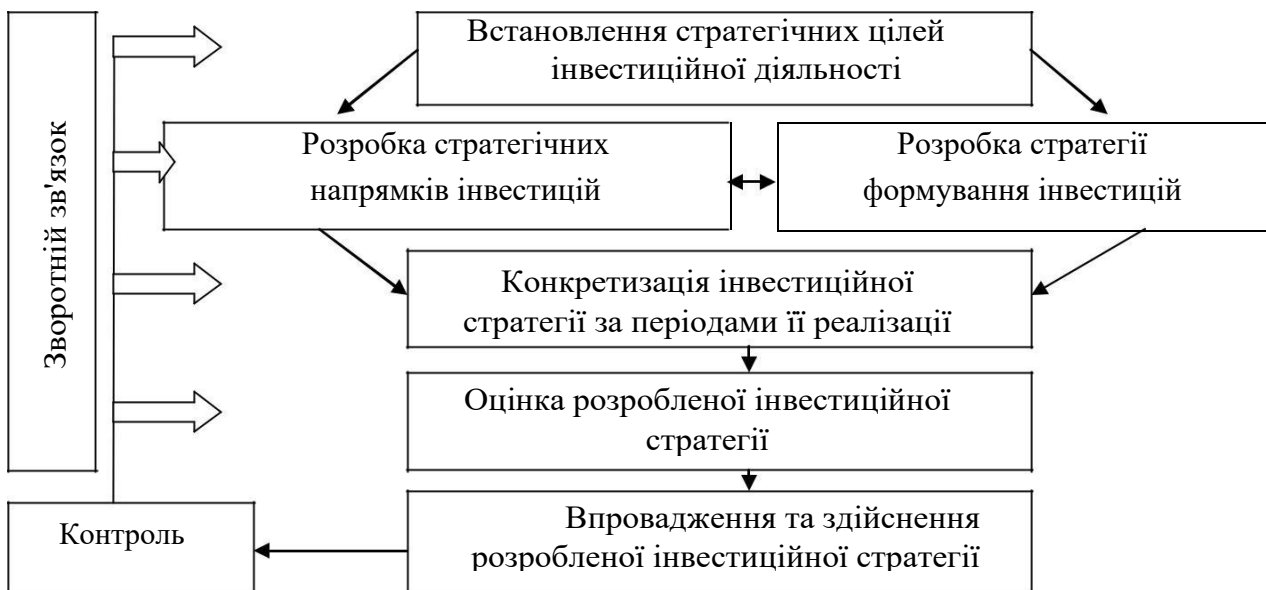 Зворотній зв'язок
Встановлення стратегічних цілей
інвестиційної діяльності
Розробка стратегічних
напрямків інвестицій
Розробка стратегії
формування інвестицій
Конкретизація інвестиційної
стратегії за періодами її реалізації
Оцінка розробленої інвестиційної
стратегії
Впровадження та здійснення
розробленої інвестиційної стратегії
Контроль